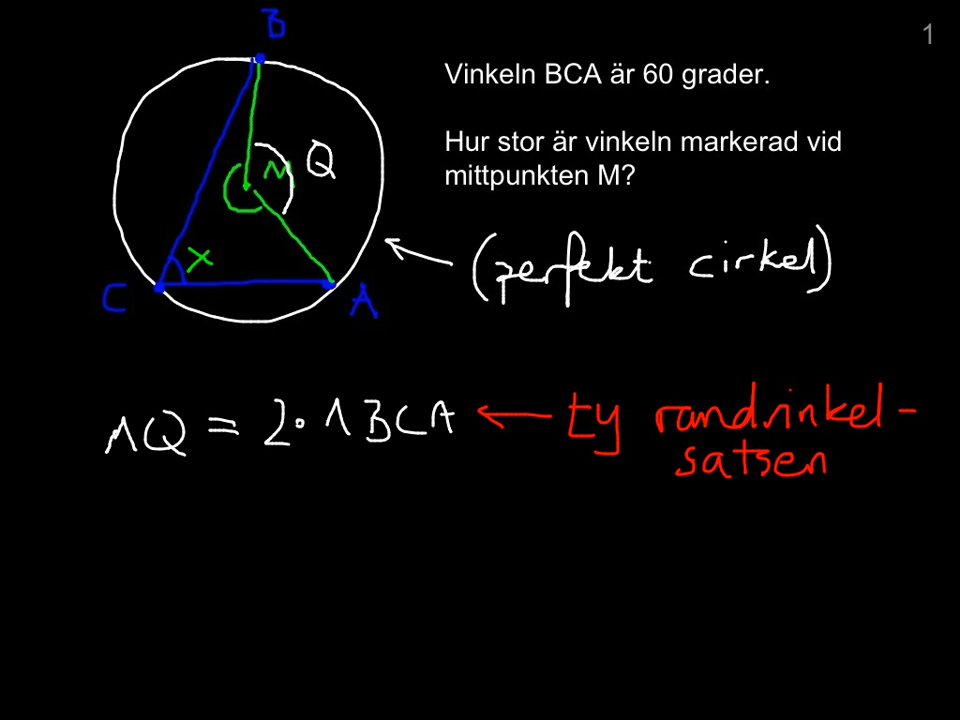 1
B
Vinkeln BCA är 60 grader.
Hur stor är vinkeln markerad vid
mittpunkten M?
M
Q
x
C
A
(perfekt cirkel)
∧Q = 2·∧BCA ← ty randvinkel-
satsen